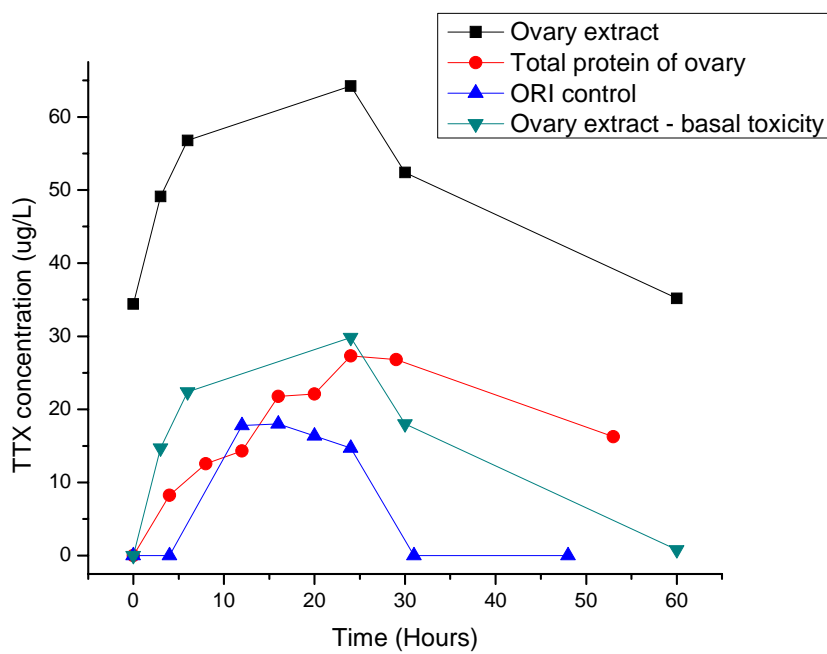 Ovary extract
Total protein of ovary
ORI control
Ovary extract - basal toxicity
60
50
40
30
20
10
0
TTX concentration (ug/L)
0 10 20 30 40 50 60
Time (Hours)